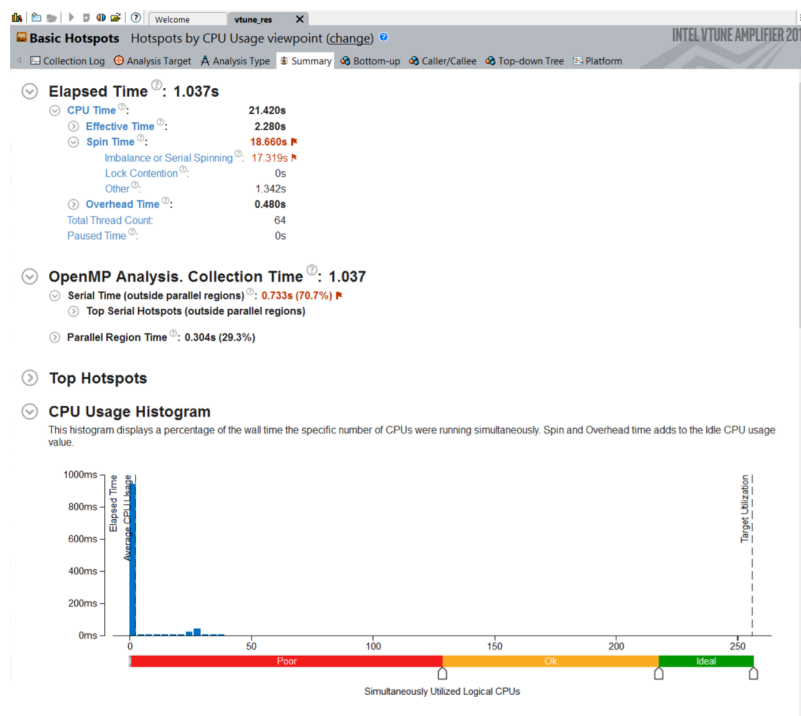 Welcome vtune_res X
Basic Hotspots Hotspots by CPU Usage viewpoint (change) ?
INTEL VTUNE AMPLIFIER 201
Collection Log Analysis Target Analysis Type Summary Bottom-up Caller/Callee Top-down Tree Platform
Elapsed Time ?: 1.037s
CPU Time ?: 21.420s
Effective Time ?: 2.280s
Spin Time ?: 18.660s
Imbalance or Serial Spinning ?: 17.319s
Lock Contention ?: 0s
Other ?: 1.342s
Overhead Time ?: 0.480s
Total Thread Count: 64
Paused Time ?: 0s
OpenMP Analysis. Collection Time ?: 1.037
Serial Time (outside parallel regions) ?: 0.733s (70.7%)
Top Serial Hotspots (outside parallel regions)
Parallel Region Time ?: 0.304s (29.3%)
Top Hotspots
CPU Usage Histogram
This histogram displays a percentage of the wall time the specific number of CPUs were running simultaneously. Spin and Overhead time adds to the Idle CPU usage
value.
1000ms
800ms
600ms
400ms
200ms
0ms
Elapsed Time
Average CPU Usage
Target Utilization
0 50 100 150 200 250
Poor Ok Ideal
Simultaneously Utilized Logical CPUs